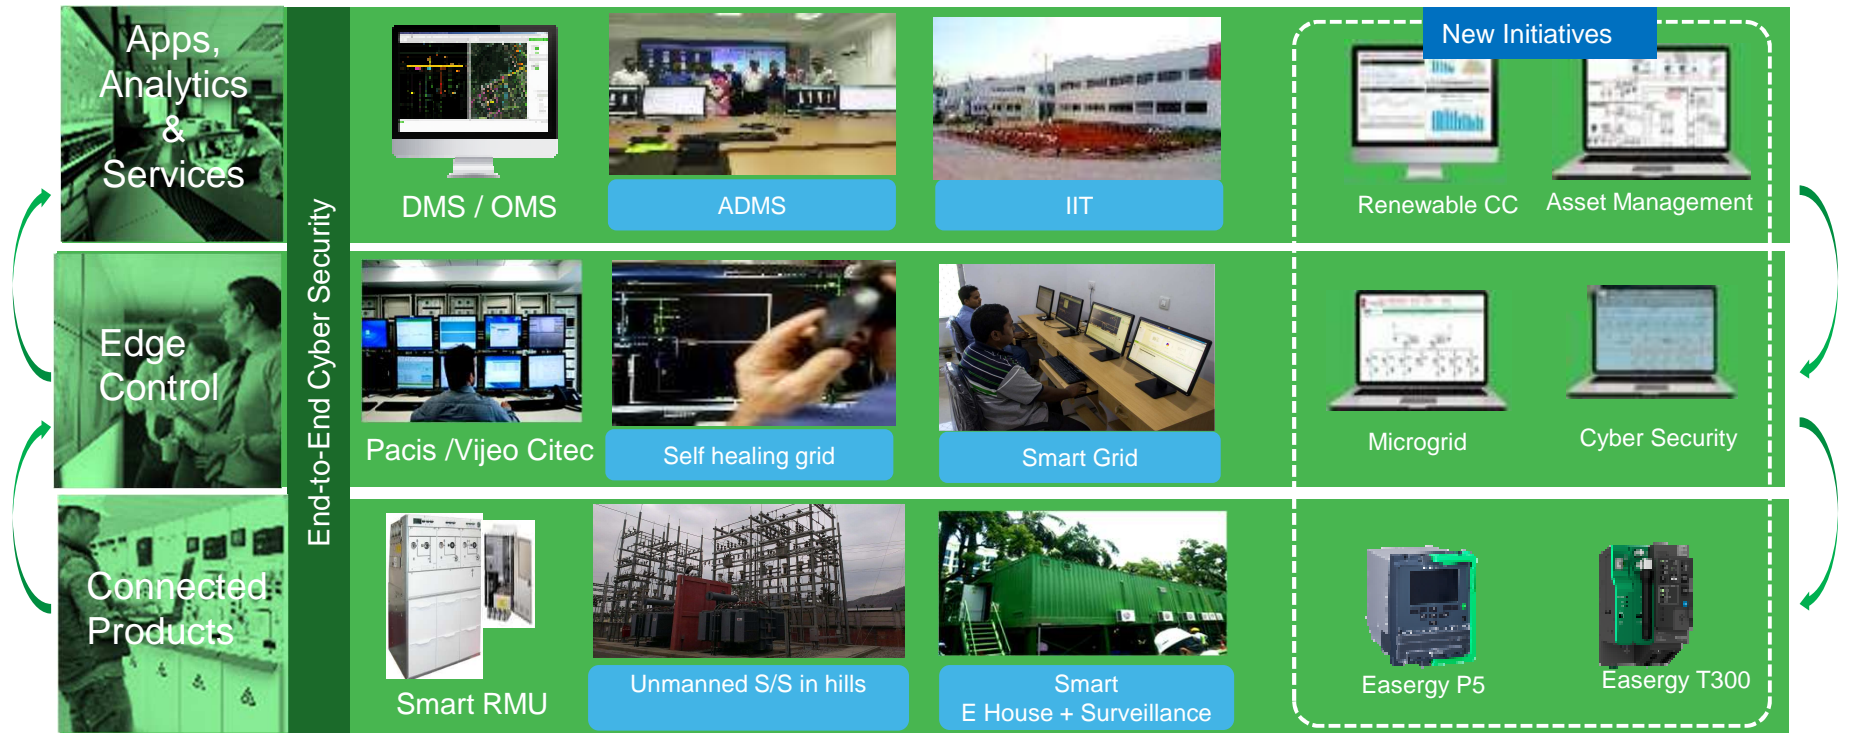 Apps,
Analytics
&
Services
End-to-End Cyber Security
DMS / OMS
ADMS
IIT
New Initiatives
Renewable CC
Asset Management
Edge
Control
Pacis /Vijeo Citec
Self healing grid
Smart Grid
Microgrid
Cyber Security
Connected
Products
Smart RMU
Unmanned S/S in hills
Smart
E House + Surveillance
Easergy P5
Easergy T300